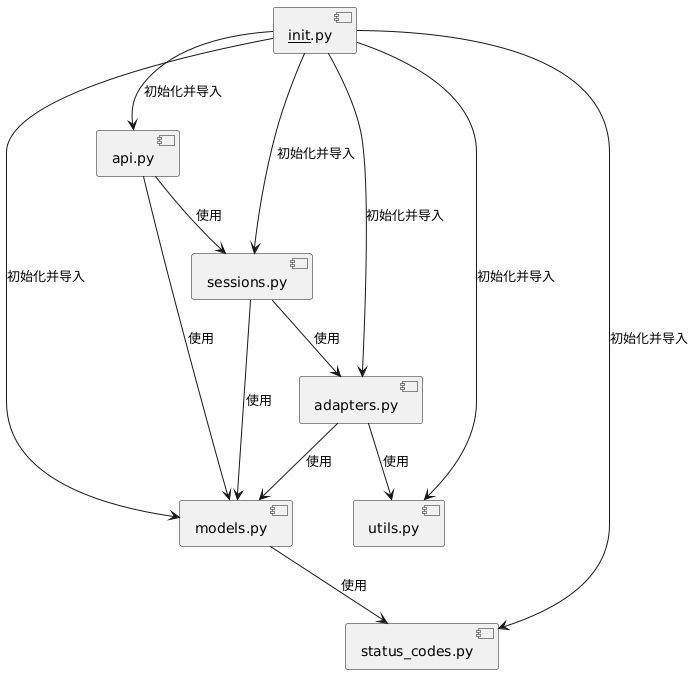 init.py
初始化并导入
api.py
初始化并导入
使用
初始化并导入
sessions.py
初始化并导入
初始化并导入
初始化并导入
使用
使用
使用
adapters.py
使用
使用
models.py
utils.py
使用
status_codes.py